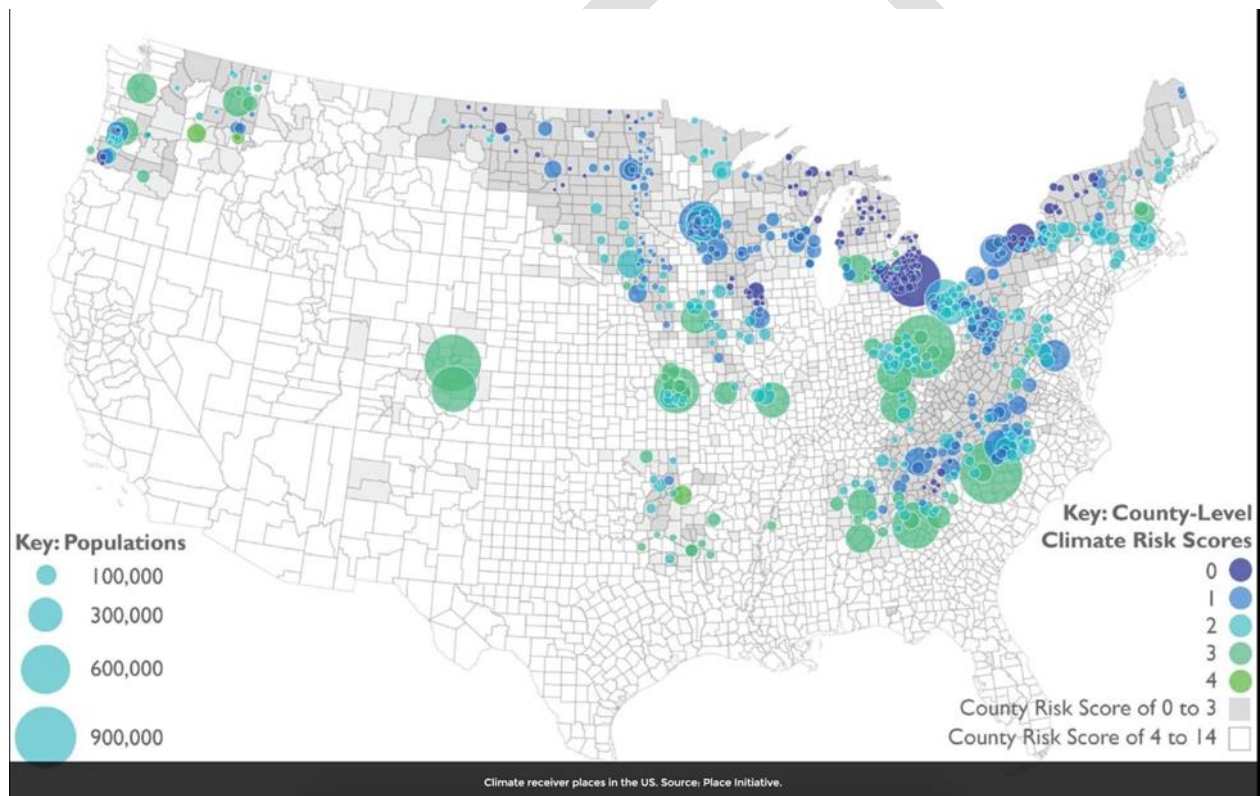 Key: Populations
100,000
300,000
600,000
900,000
Key: County-Level
Climate Risk Scores
0
1
2
3
4
County Risk Score of 0 to 3
County Risk Score of 4 to 14
Climate receiver places in the US. Source: Place Initiative.